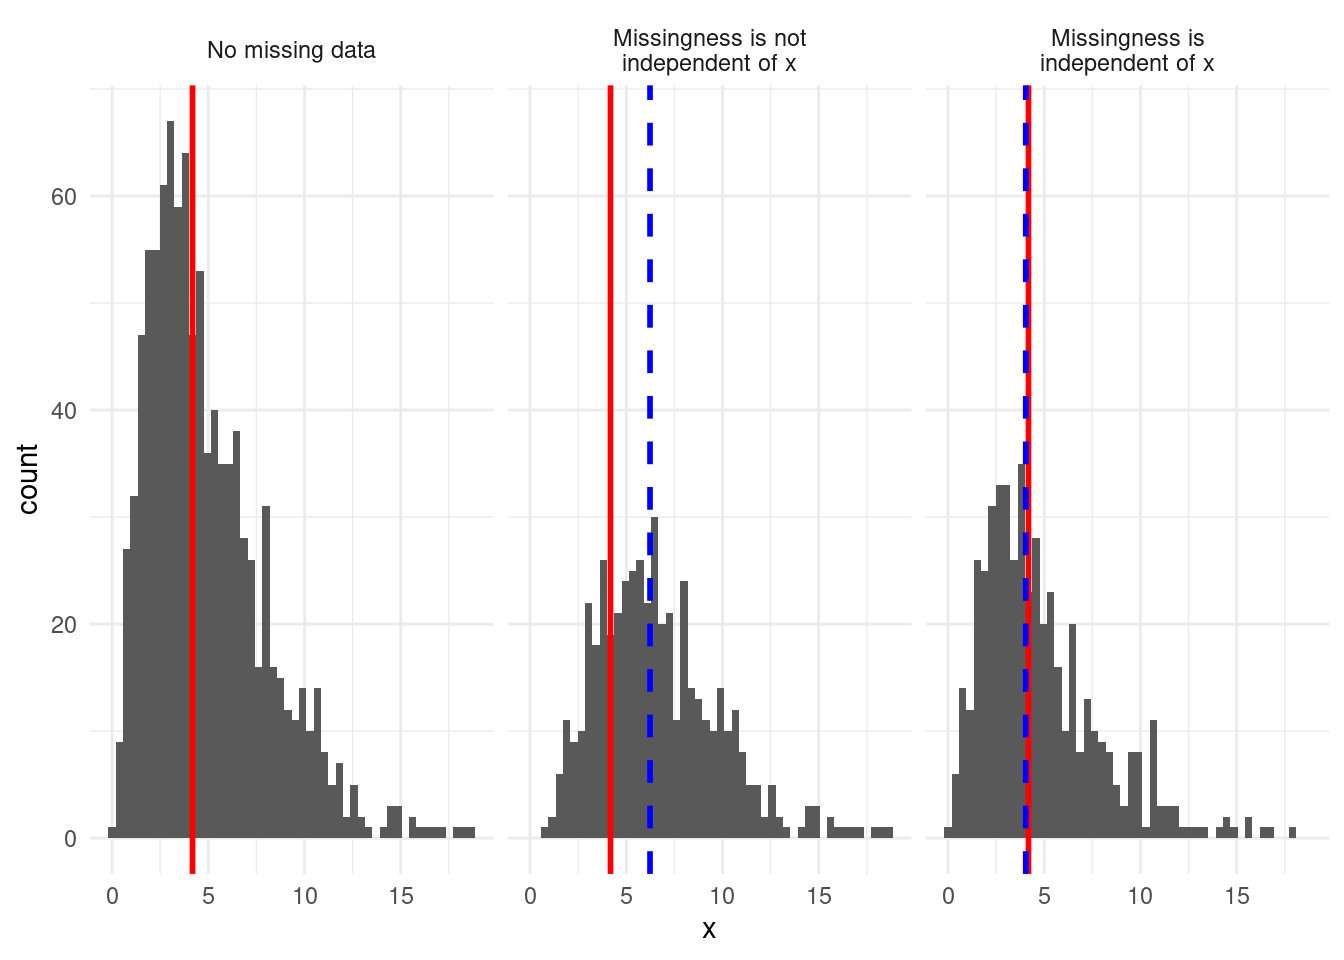 No missing data
Missingness is not
independent of x
Missingness is
independent of x
count
60
40
20
0
0 5 10 15
0 5 10 15
0 5 10 15
x